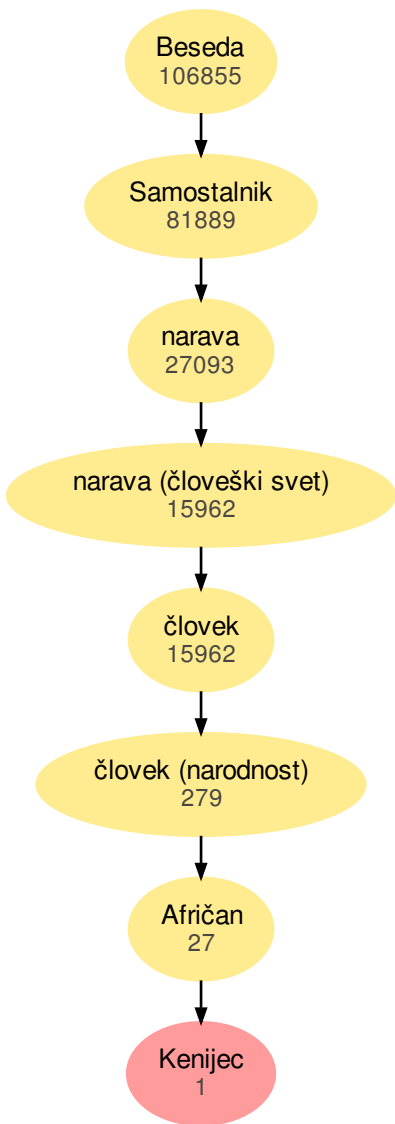 Beseda
106855
Samostalnik
81889
narava
27093
narava (človeški svet)
15962
človek
15962
človek (narodnost)
279
Afričan
27
Kenijec
1